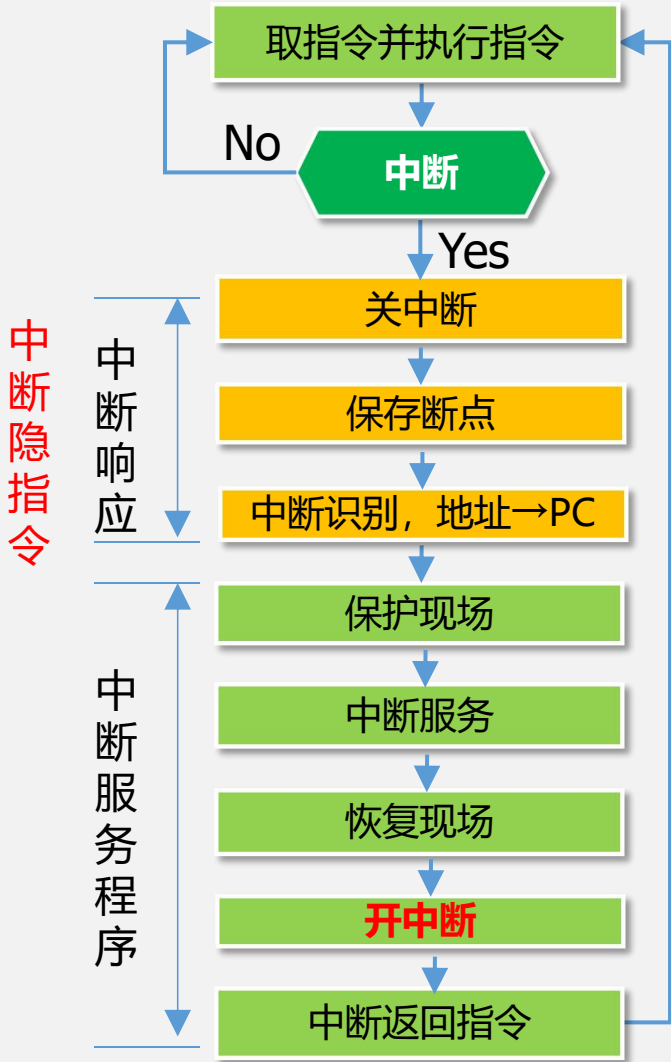 取指令并执行指令
No
中断
Yes
关中断
保存断点
中断识别，地址→PC
中断隐指令
中断响应
保护现场
中断服务
恢复现场
开中断
中断返回指令
中断服务程序